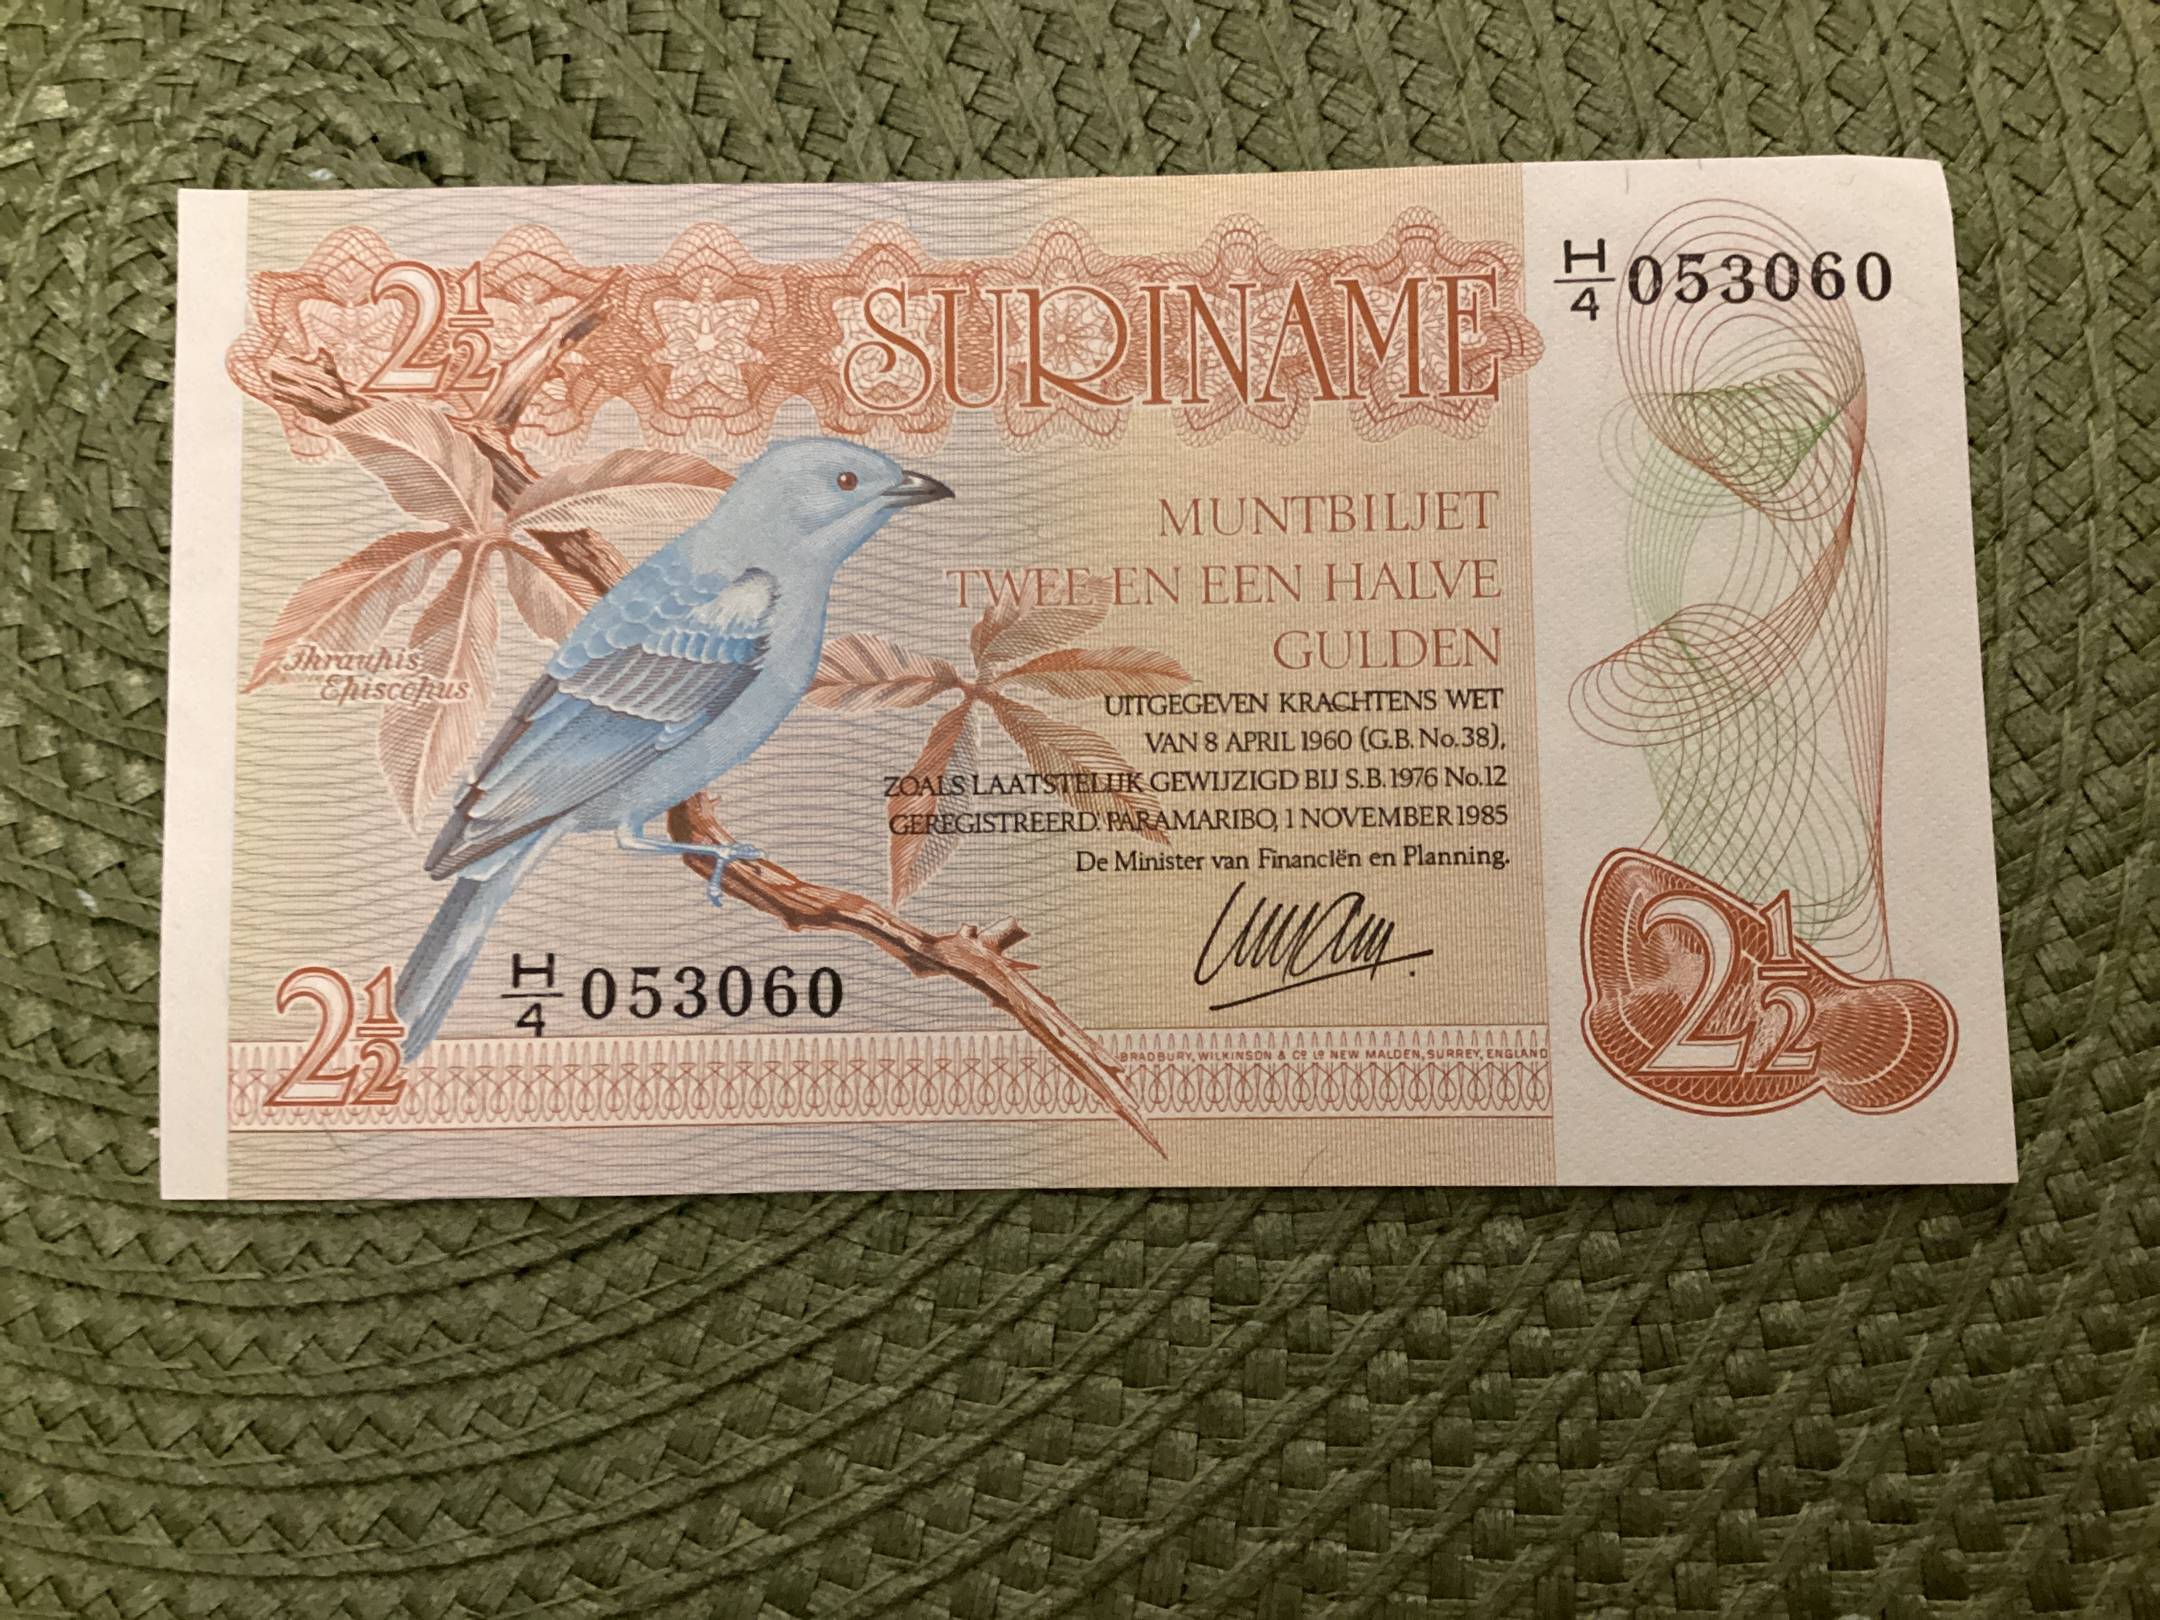 2½
SURINAME
H/4 053060
MUNTBILJET
TWEE EN EEN HALVE
GULDEN
Thraupis
Episcopus
UITGEGEVEN KRACHTENS WET
VAN 8 APRIL 1960 (G.B. No. 38),
ZOALS LAATSTELIJK GEWIJZIGD BIJ S.B. 1976 No. 12
GEREGISTREERD: PARAMARIBO, 1 NOVEMBER 1985
De Minister van Financiën en Planning.
H/4 053060
2½
2½
BRADBURY, WILKINSON & Cº Lº NEW MALDEN, SURREY, ENGLAND